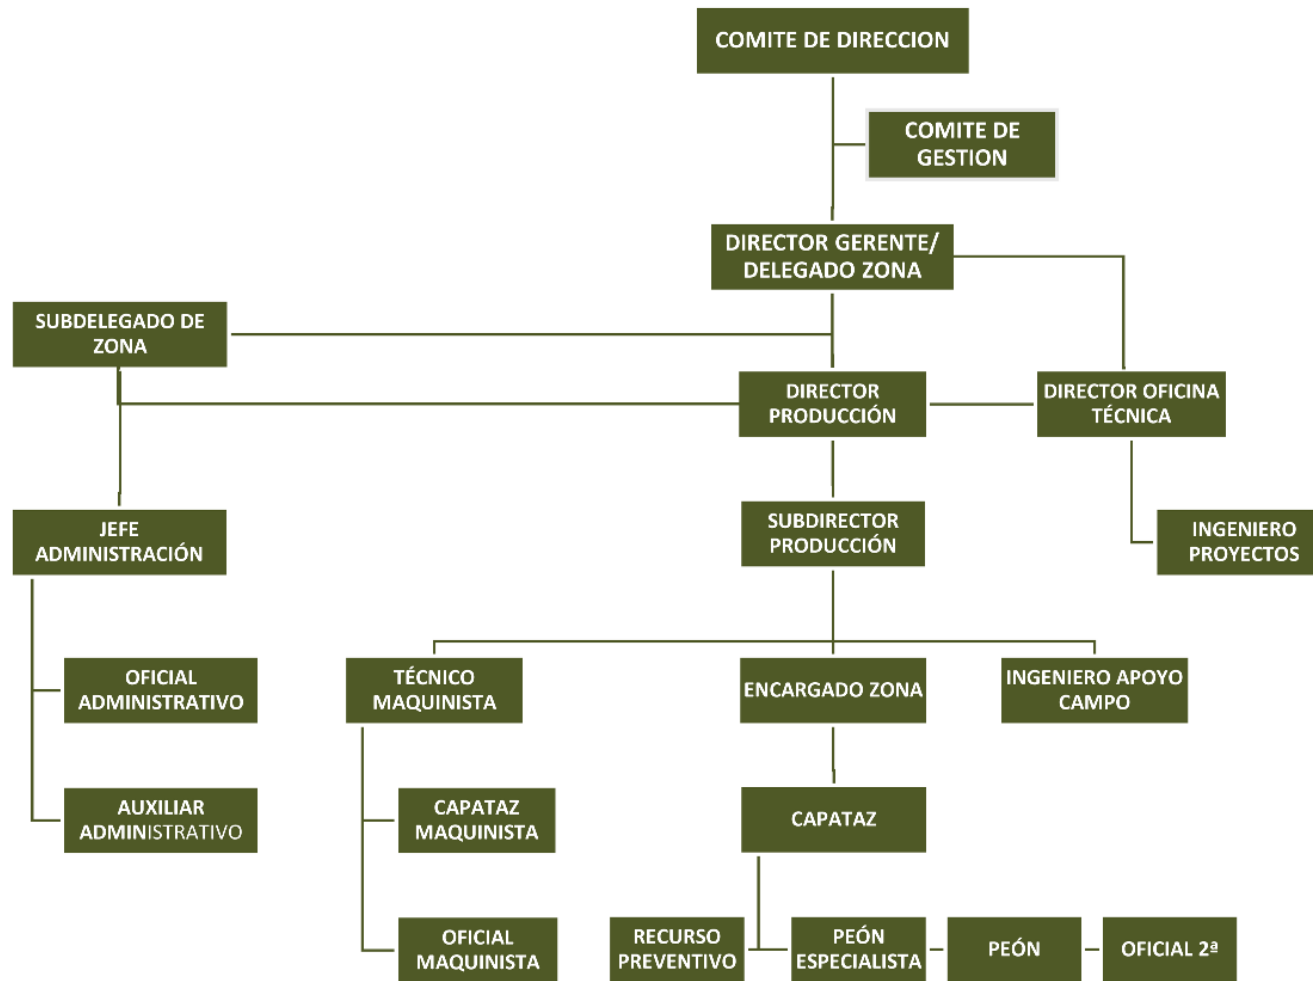 COMITE DE DIRECCION
COMITE DE
GESTION
DIRECTOR GERENTE/
DELEGADO ZONA
SUBDELEGADO DE
ZONA
DIRECTOR
PRODUCCIÓN
DIRECTOR OFICINA
TÉCNICA
JEFE
ADMINISTRACIÓN
SUBDIRECTOR
PRODUCCIÓN
INGENIERO
PROYECTOS
OFICIAL
ADMINISTRATIVO
TÉCNICO
MAQUINISTA
ENCARGADO ZONA
INGENIERO APOYO
CAMPO
AUXILIAR
ADMINISTRATIVO
CAPATAZ
MAQUINISTA
CAPATAZ
OFICIAL
MAQUINISTA
RECURSO
PREVENTIVO
PEÓN
ESPECIALISTA
PEÓN
OFICIAL 2ª